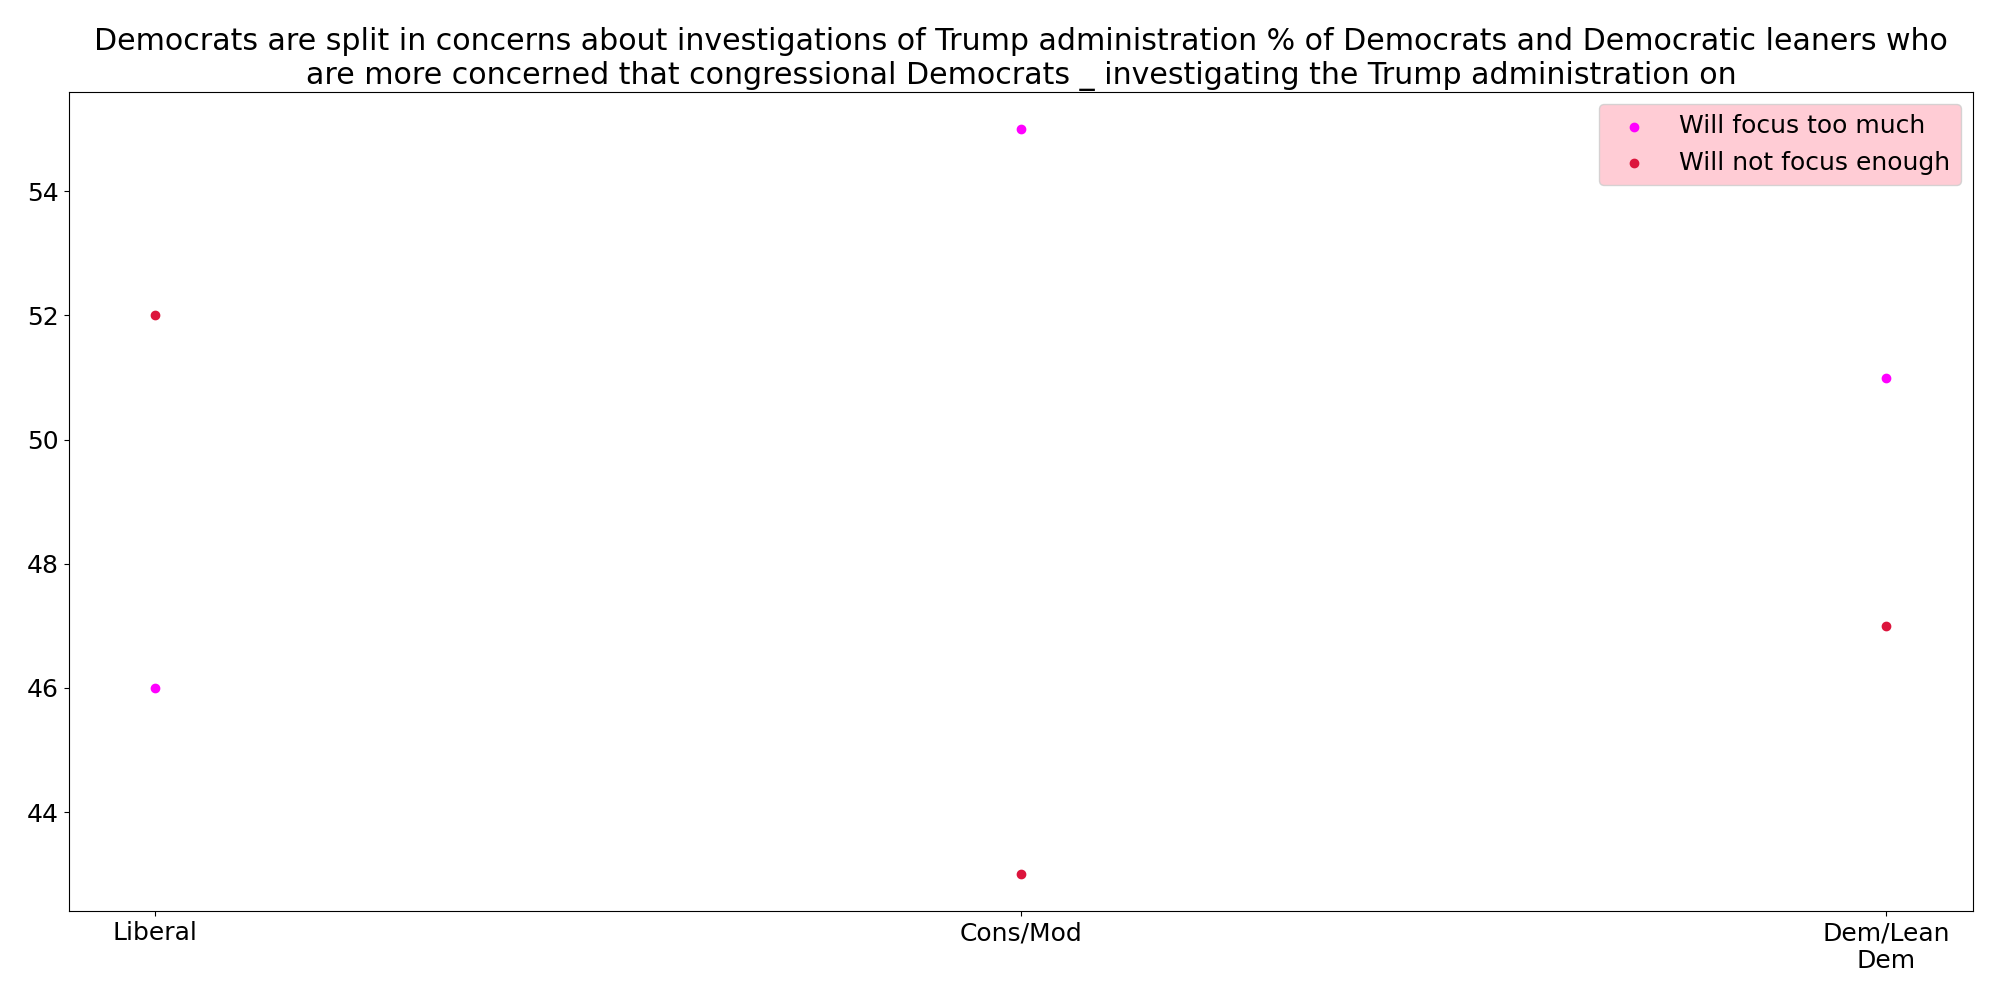 Democrats are split in concerns about investigations of Trump administration % of Democrats and Democratic leaners who
are more concerned that congressional Democrats _ investigating the Trump administration on
Will focus too much
Will not focus enough
54
52
50
48
46
44
Liberal
Cons/Mod
Dem/Lean
Dem